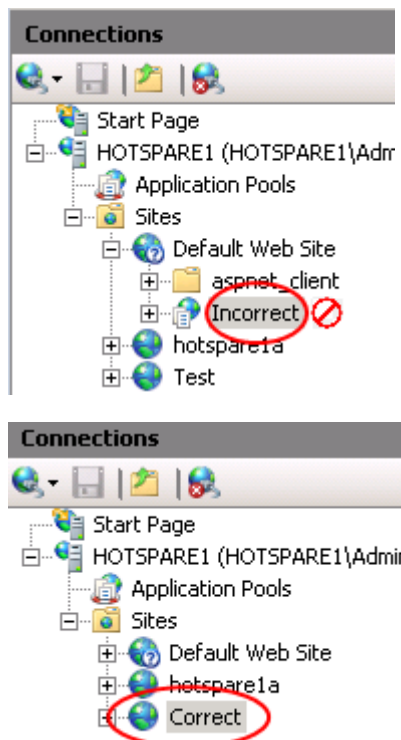 Connections
Start Page
HOTSPARE1 (HOTSPARE1\Adm
Application Pools
Sites
Default Web Site
aspnet_client
Incorrect
hotspare1a
Test
Connections
Start Page
HOTSPARE1 (HOTSPARE1\Admin
Application Pools
Sites
Default Web Site
hotspare1a
Correct